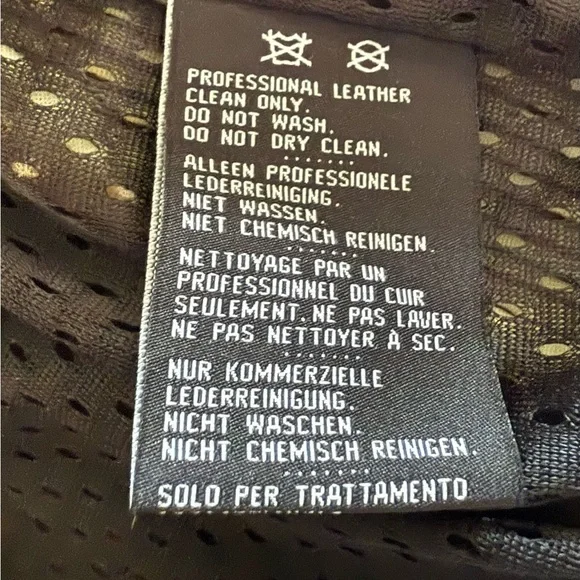 PROFESSIONAL LEATHER
CLEAN ONLY.
DO NOT WASH.
DO NOT DRY CLEAN.
ALLEEN PROFESSIONELE
LEDERREINIGING.
NIET WASSEN.
NIET CHEMISCH REINIGEN.
NETTOYAGE PAR UN
PROFESSIONNEL DU CUIR
SEULEMENT. NE PAS LAVER.
NE PAS NETTOYER À SEC.
NUR KOMMERZIELLE
LEDERREINIGUNG.
NICHT WASCHEN.
NICHT CHEMISCH REINIGEN.
SOLO PER TRATTAMENTO